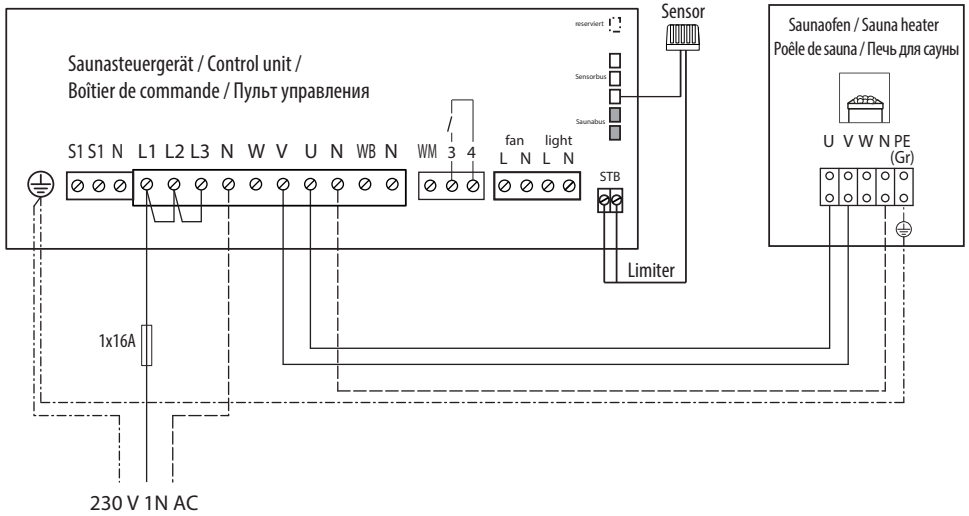 reserviert
Sensor
Saunasteuergerät / Control unit /
Boîtier de commande / Пульт управления
Sensorbus
Saunabus
Saunaofen / Sauna heater
Poêle de sauna / Печь для сауны
fan light
S1 S1 N L1 L2 L3 N W V U N WB N WM 3 4 L N L N
STB
U V W N PE
(Gr)
Limiter
1x16A
230 V 1N AC